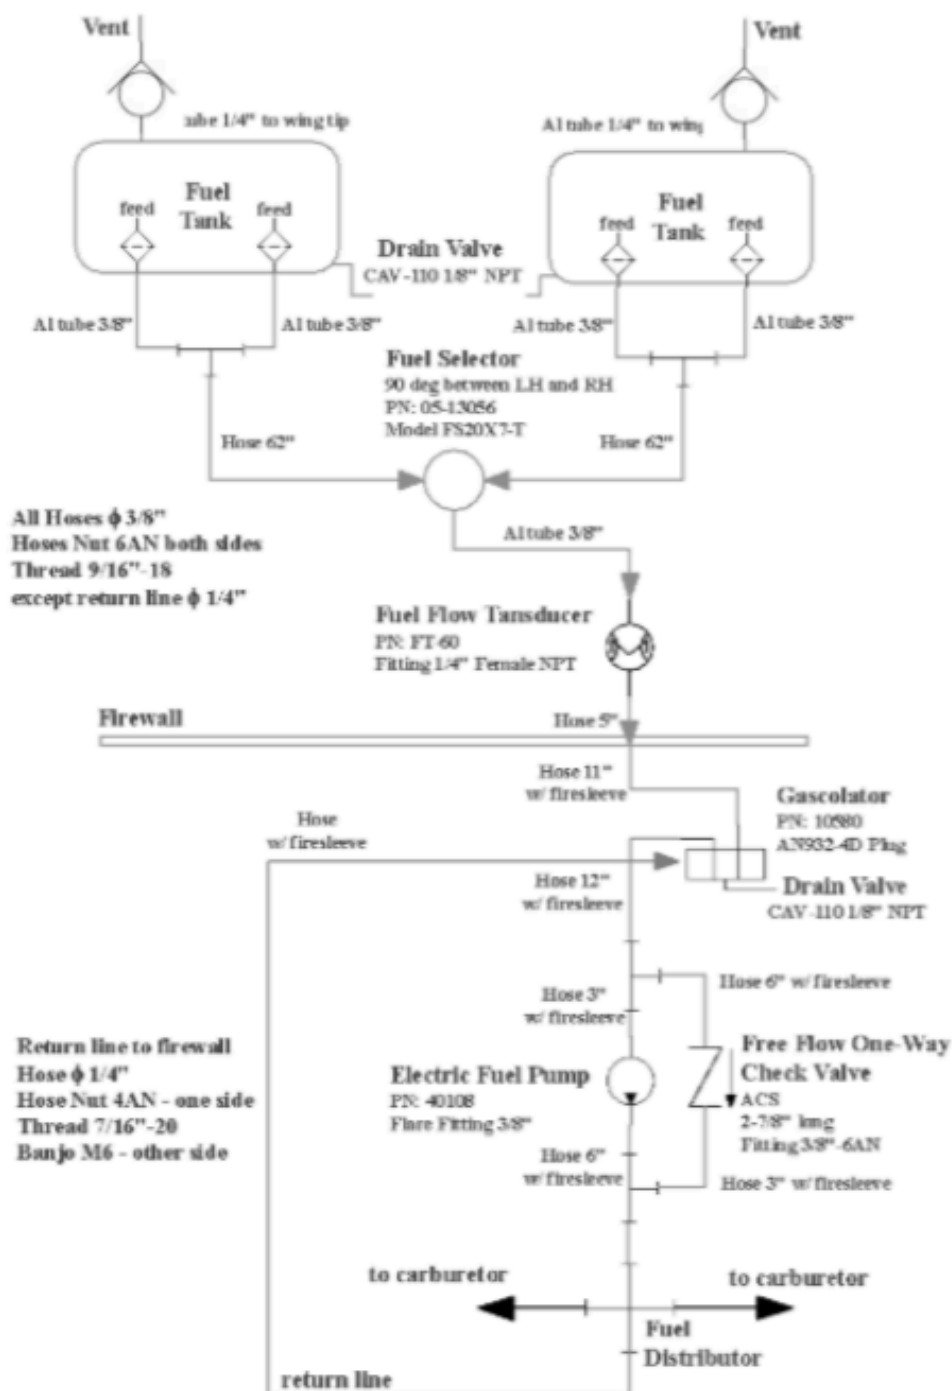 Vent
Vent
tube 1/4" to wing tip
Al tube 1/4" to wing
Fuel
Tank
feed
feed
Fuel
Tank
feed
feed
Drain Valve
CAV-110 1/8" NPT
Al tube 3/8"
Al tube 3/8"
Al tube 3/8"
Al tube 3/8"
Fuel Selector
90 deg between LH and RH
PN: 05-13056
Model FS20X7-T
Hose 62"
Hose 62"
All Hoses ϕ 3/8"
Hoses Nut 6AN both sides
Thread 9/16"-18
except return line ϕ 1/4"
Al tube 3/8"
Fuel Flow Tansducer
PN: FT-60
Fitting 1/4" Female NPT
Firewall
Hose 5"
Hose 11"
w/ firesleeve
Gascolator
PN: 10580
AN932-4D Plug
Hose
w/ firesleeve
Hose 12"
w/ firesleeve
Drain Valve
CAV-110 1/8" NPT
Hose 6" w/ firesleeve
Hose 3"
w/ firesleeve
Return line to firewall
Hose ϕ 1/4"
Hose Nut 4AN - one side
Thread 7/16"-20
Banjo M6 - other side
Electric Fuel Pump
PN: 40108
Flare Fitting 3/8"
Free Flow One-Way
Check Valve
ACS
2-7/8" long
Fitting 3/8"-6AN
Hose 6"
w/ firesleeve
Hose 3" w/ firesleeve
to carburetor
to carburetor
Fuel
Distributor
return line